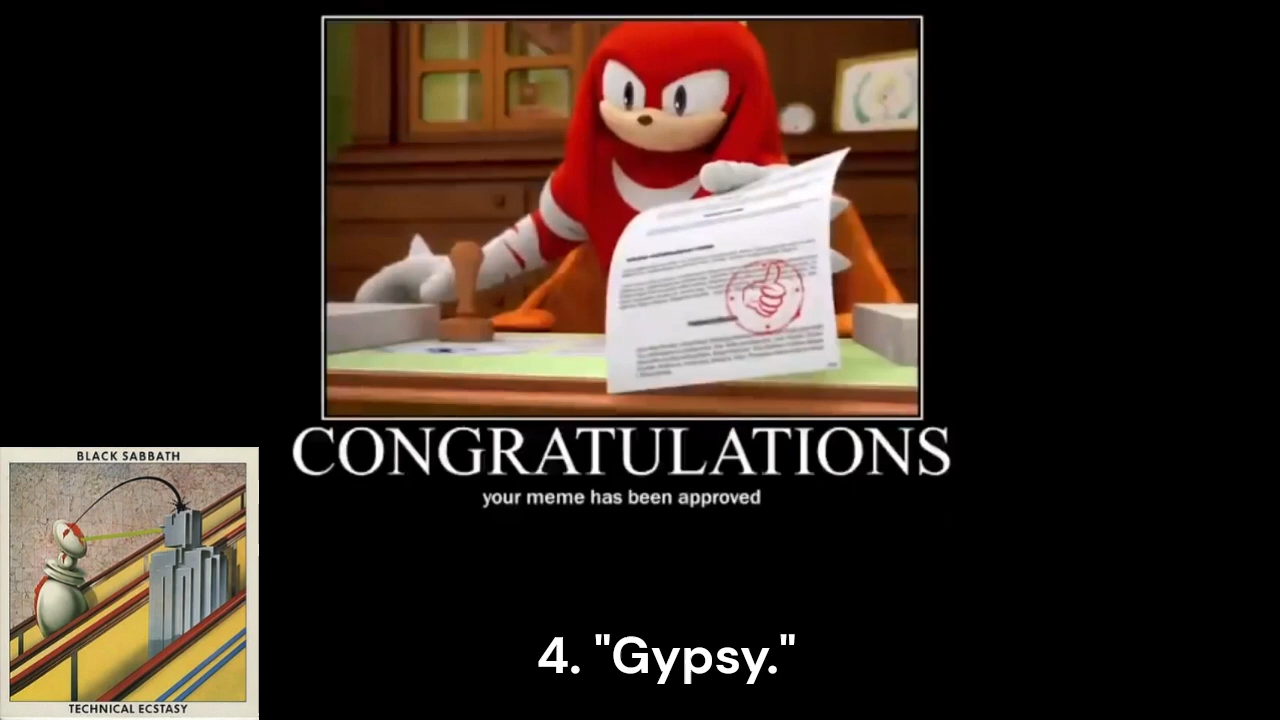 CONGRATULATIONS
your meme has been approved
BLACK SABBATH
TECHNICAL ECSTASY
4. "Gypsy."